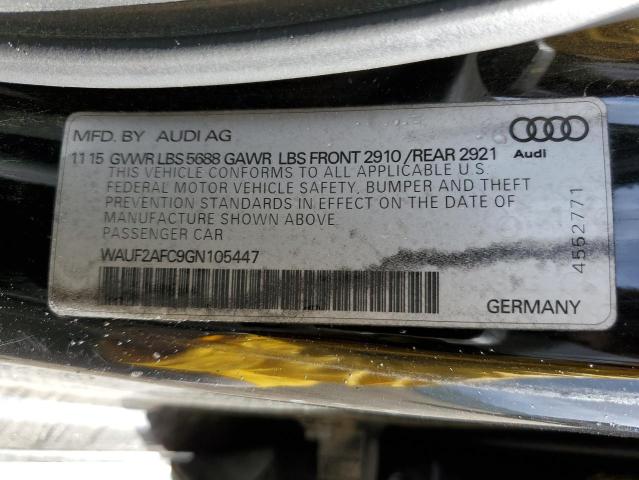 MFD. BY AUDI AG
11 15 GVWR LBS 5688 GAWR LBS FRONT 2910 / REAR 2921
Audi
THIS VEHICLE CONFORMS TO ALL APPLICABLE U.S.
FEDERAL MOTOR VEHICLE SAFETY, BUMPER AND THEFT
PREVENTION STANDARDS IN EFFECT ON THE DATE OF
MANUFACTURE SHOWN ABOVE.
PASSENGER CAR
WAUF2AFC9GN105447
4552771
GERMANY